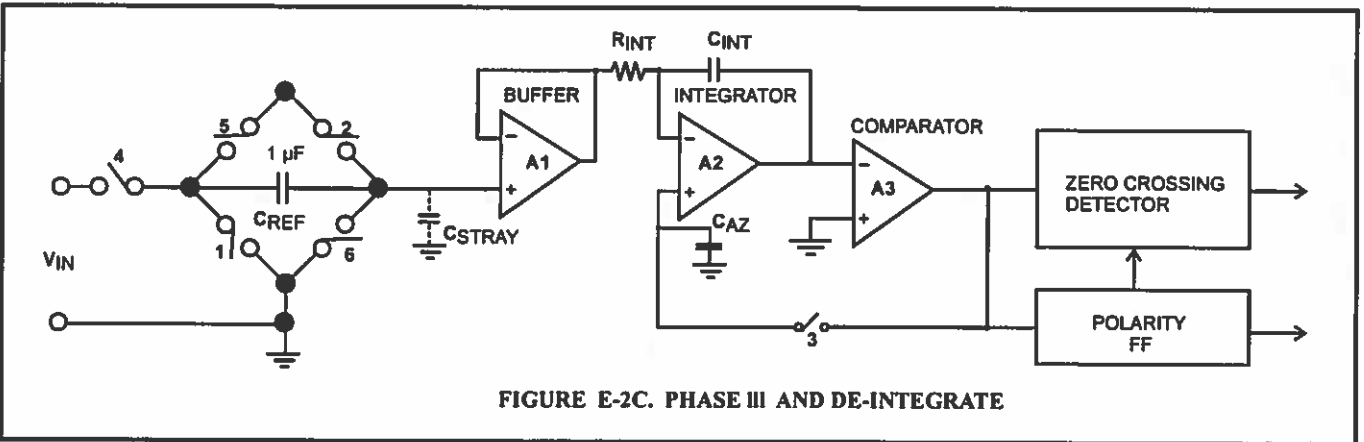 RINT
CINT
BUFFER
INTEGRATOR
COMPARATOR
5
2
4
1 µF
CREF
1
6
VIN
CSTRAY
-
A1
+
-
A2
+
CAZ
-
A3
+
3
ZERO CROSSING
DETECTOR
POLARITY
FF
FIGURE E-2C. PHASE III AND DE-INTEGRATE